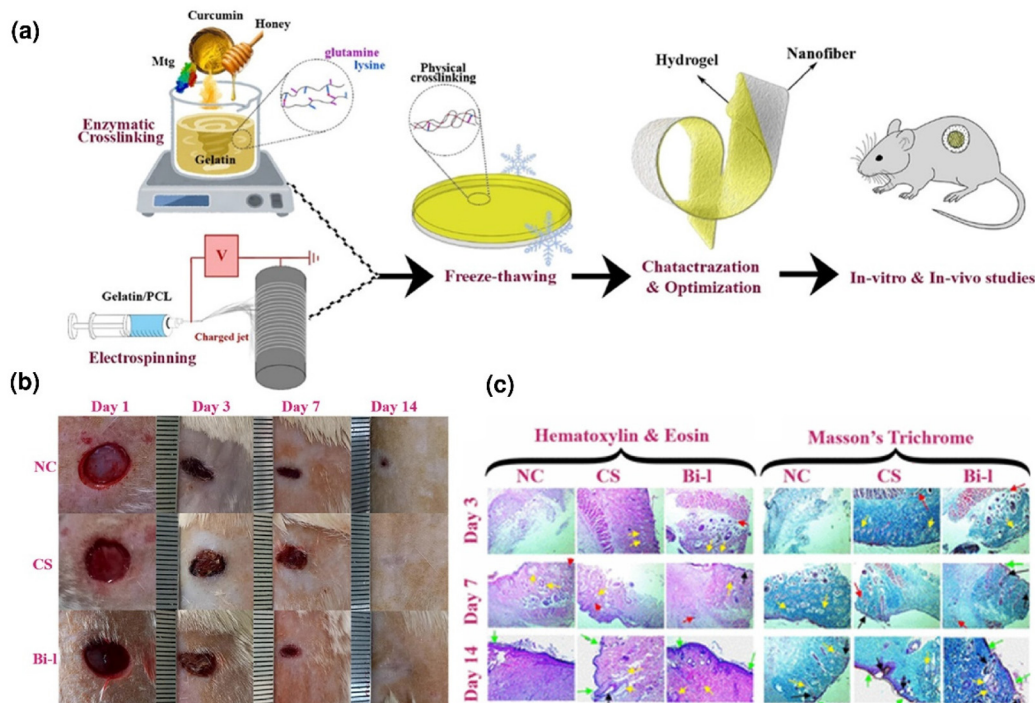 (a)
Curcumin
Honey
Mtg
glutamine
lysine
Enzymatic
Crosslinking
Gelatin
Physical
crosslinking
Hydrogel
Nanofiber
V
Gelatin/PCL
Charged jet
Electrospinning
Freeze-thawing
Chatactrazation
& Optimization
In-vitro & In-vivo studies
(b)
Day 1 Day 3 Day 7 Day 14
NC
CS
Bi-l
(c)
Hematoxylin & Eosin Masson's Trichrome
NC CS Bi-l NC CS Bi-l
Day 3
Day 7
Day 14